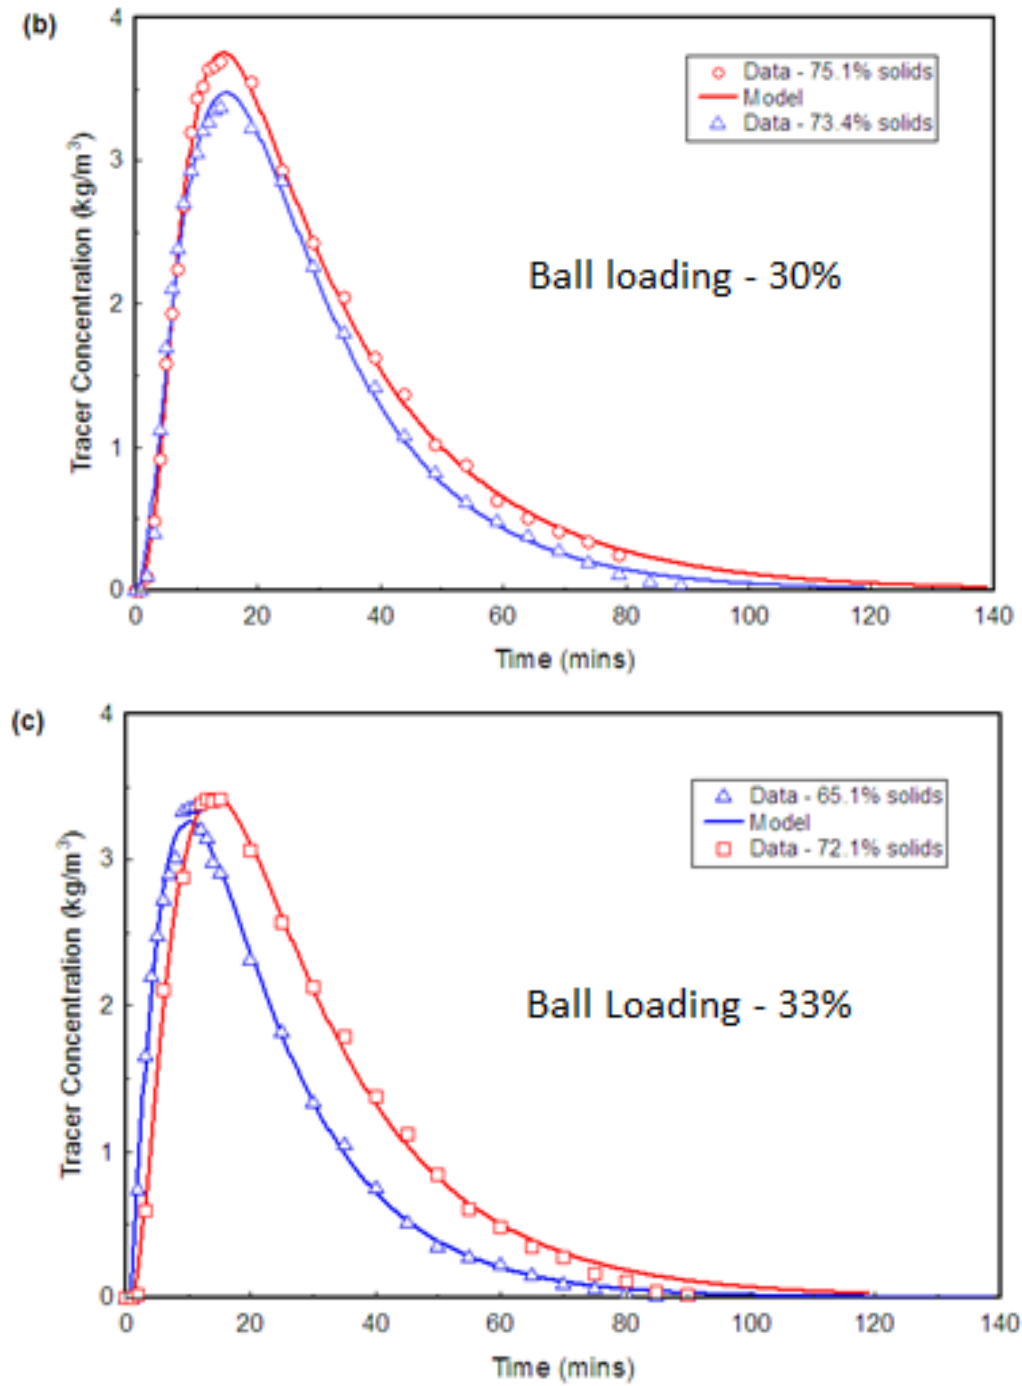 (b)
4
3
2
1
0
Tracer Concentration (kg/m³)
Data - 75.1% solids
Model
Data - 73.4% solids
Ball loading - 30%
0 20 40 60 80 100 120 140
Time (mins)
(c)
4
3
2
1
0
Tracer Concentration (kg/m³)
Data - 65.1% solids
Model
Data - 72.1% solids
Ball Loading - 33%
0 20 40 60 80 100 120 140
Time (mins)